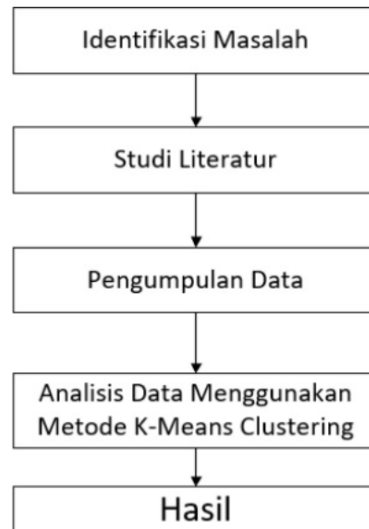 Identifikasi Masalah
Studi Literatur
Pengumpulan Data
Analisis Data Menggunakan
Metode K-Means Clustering
Hasil